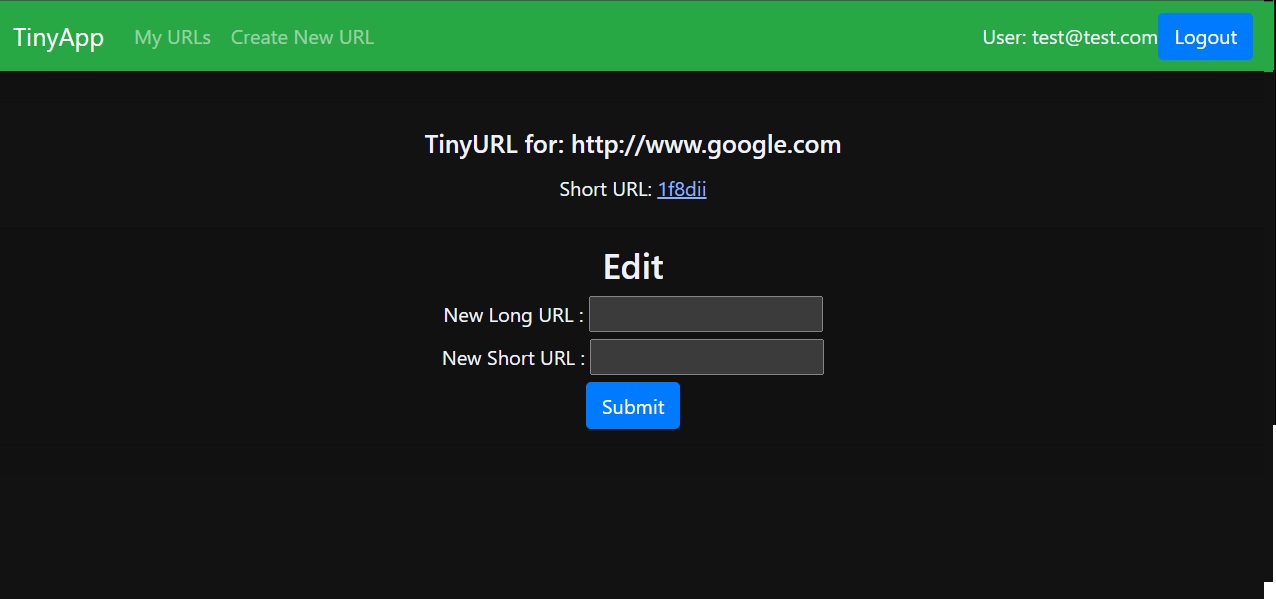 TinyApp My URLs Create New URL User: test@test.com Logout
TinyURL for: http://www.google.com
Short URL: 1f8dii
Edit
New Long URL :
New Short URL :
Submit